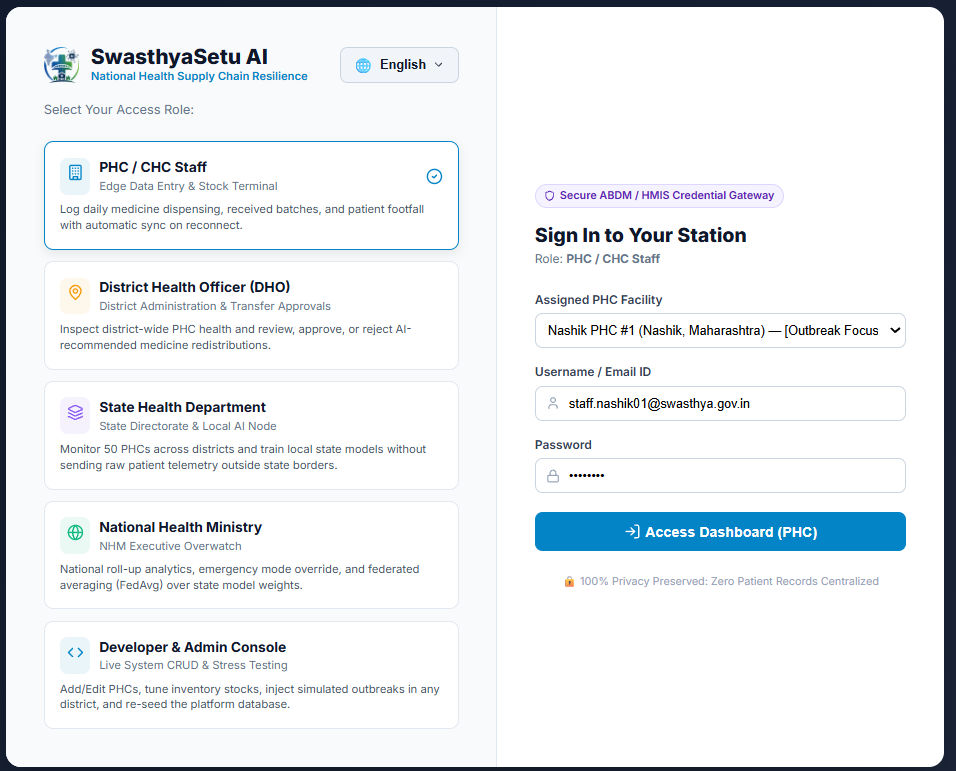 SwasthyaSetu AI
National Health Supply Chain Resilience
English
Select Your Access Role:
PHC / CHC Staff
Edge Data Entry & Stock Terminal
Log daily medicine dispensing, received batches, and patient footfall
with automatic sync on reconnect.
District Health Officer (DHO)
District Administration & Transfer Approvals
Inspect district-wide PHC health and review, approve, or reject AI-
recommended medicine redistributions.
State Health Department
State Directorate & Local AI Node
Monitor 50 PHCs across districts and train local state models without
sending raw patient telemetry outside state borders.
National Health Ministry
NHM Executive Overwatch
National roll-up analytics, emergency mode override, and federated
averaging (FedAvg) over state model weights.
Developer & Admin Console
Live System CRUD & Stress Testing
Add/Edit PHCs, tune inventory stocks, inject simulated outbreaks in any
district, and re-seed the platform database.
Secure ABDM / HMIS Credential Gateway
Sign In to Your Station
Role: PHC / CHC Staff
Assigned PHC Facility
Nashik PHC #1 (Nashik, Maharashtra) — [Outbreak Focus
Username / Email ID
staff.nashik01@swasthya.gov.in
Password
••••••••
Access Dashboard (PHC)
100% Privacy Preserved: Zero Patient Records Centralized